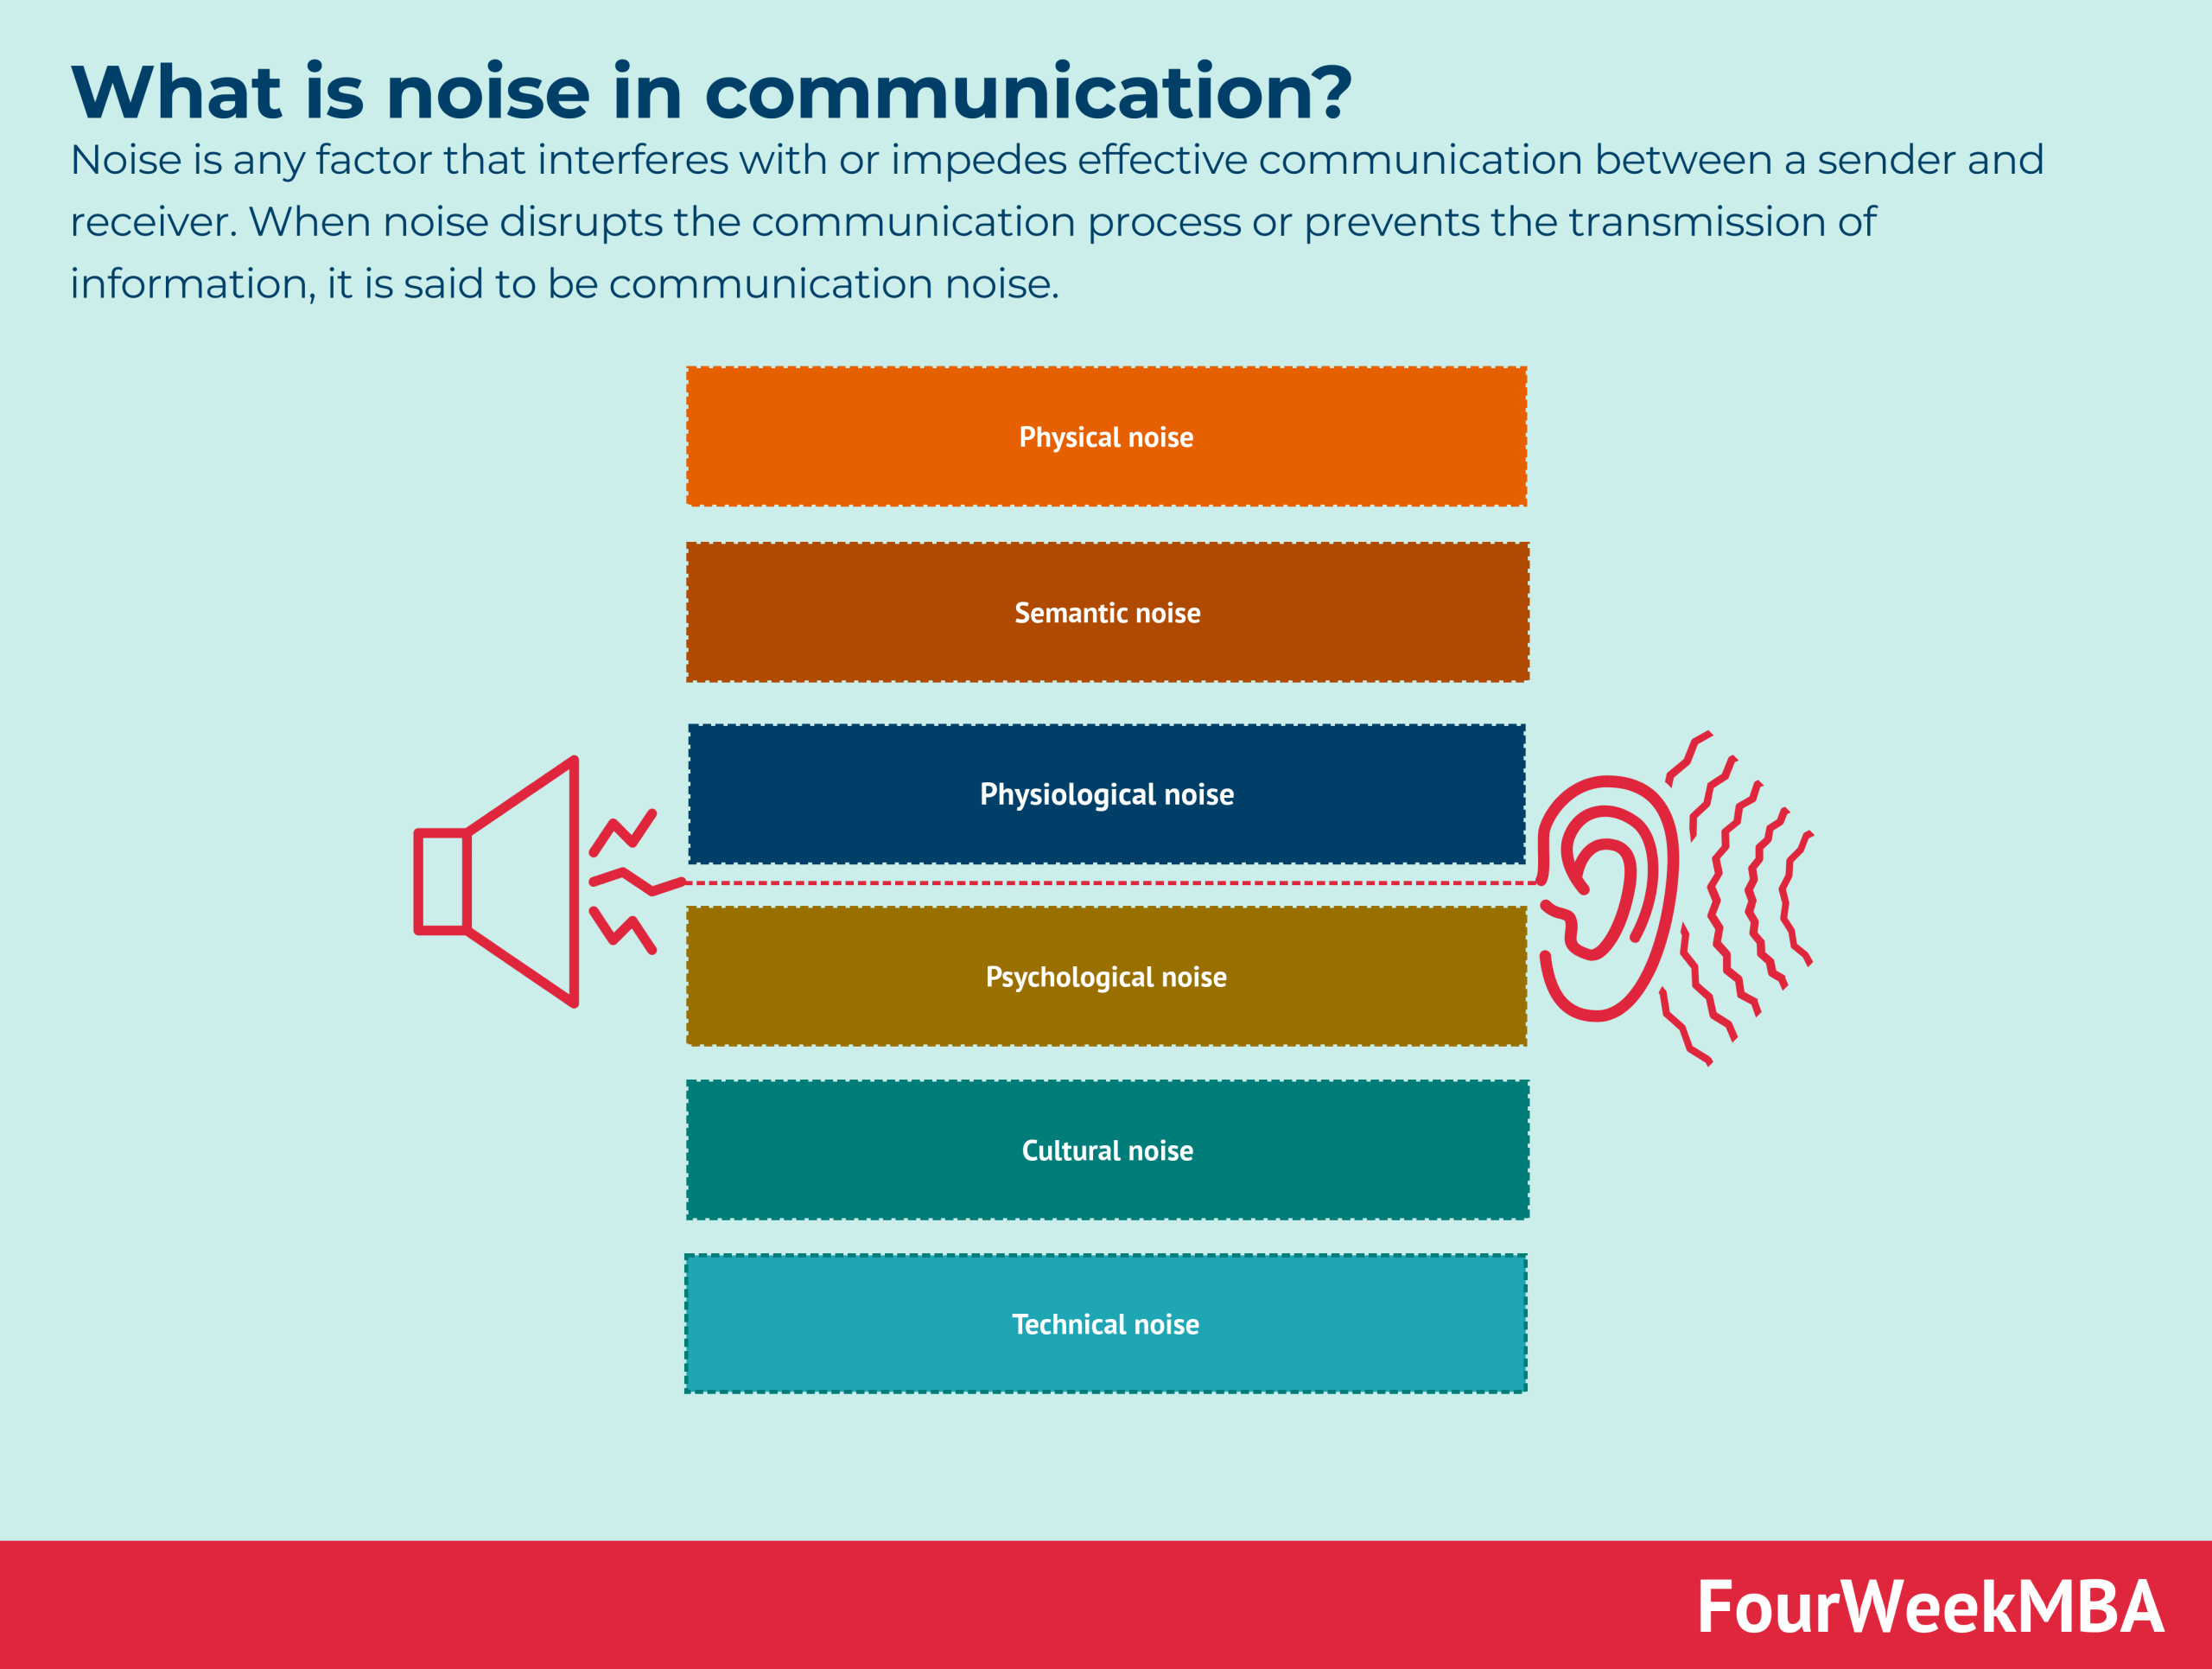 What is noise in communication?
Noise is any factor that interferes with or impedes effective communication between a sender and
receiver. When noise disrupts the communication process or prevents the transmission of
information, it is said to be communication noise.
Physical noise
Semantic noise
Physiological noise
Psychological noise
Cultural noise
Technical noise
FourWeekMBA